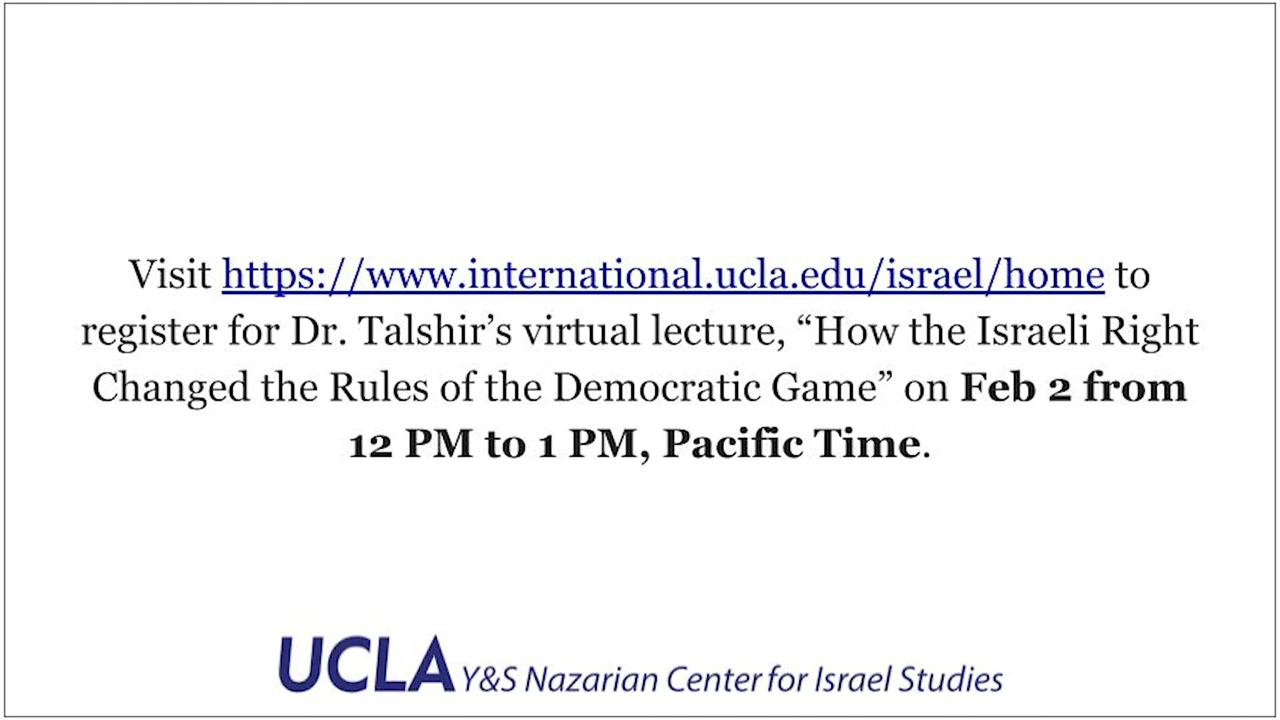 Visit https://www.international.ucla.edu/israel/home to
register for Dr. Talshir’s virtual lecture, “How the Israeli Right
Changed the Rules of the Democratic Game” on Feb 2 from
12 PM to 1 PM, Pacific Time.
UCLA Y&S Nazarian Center for Israel Studies